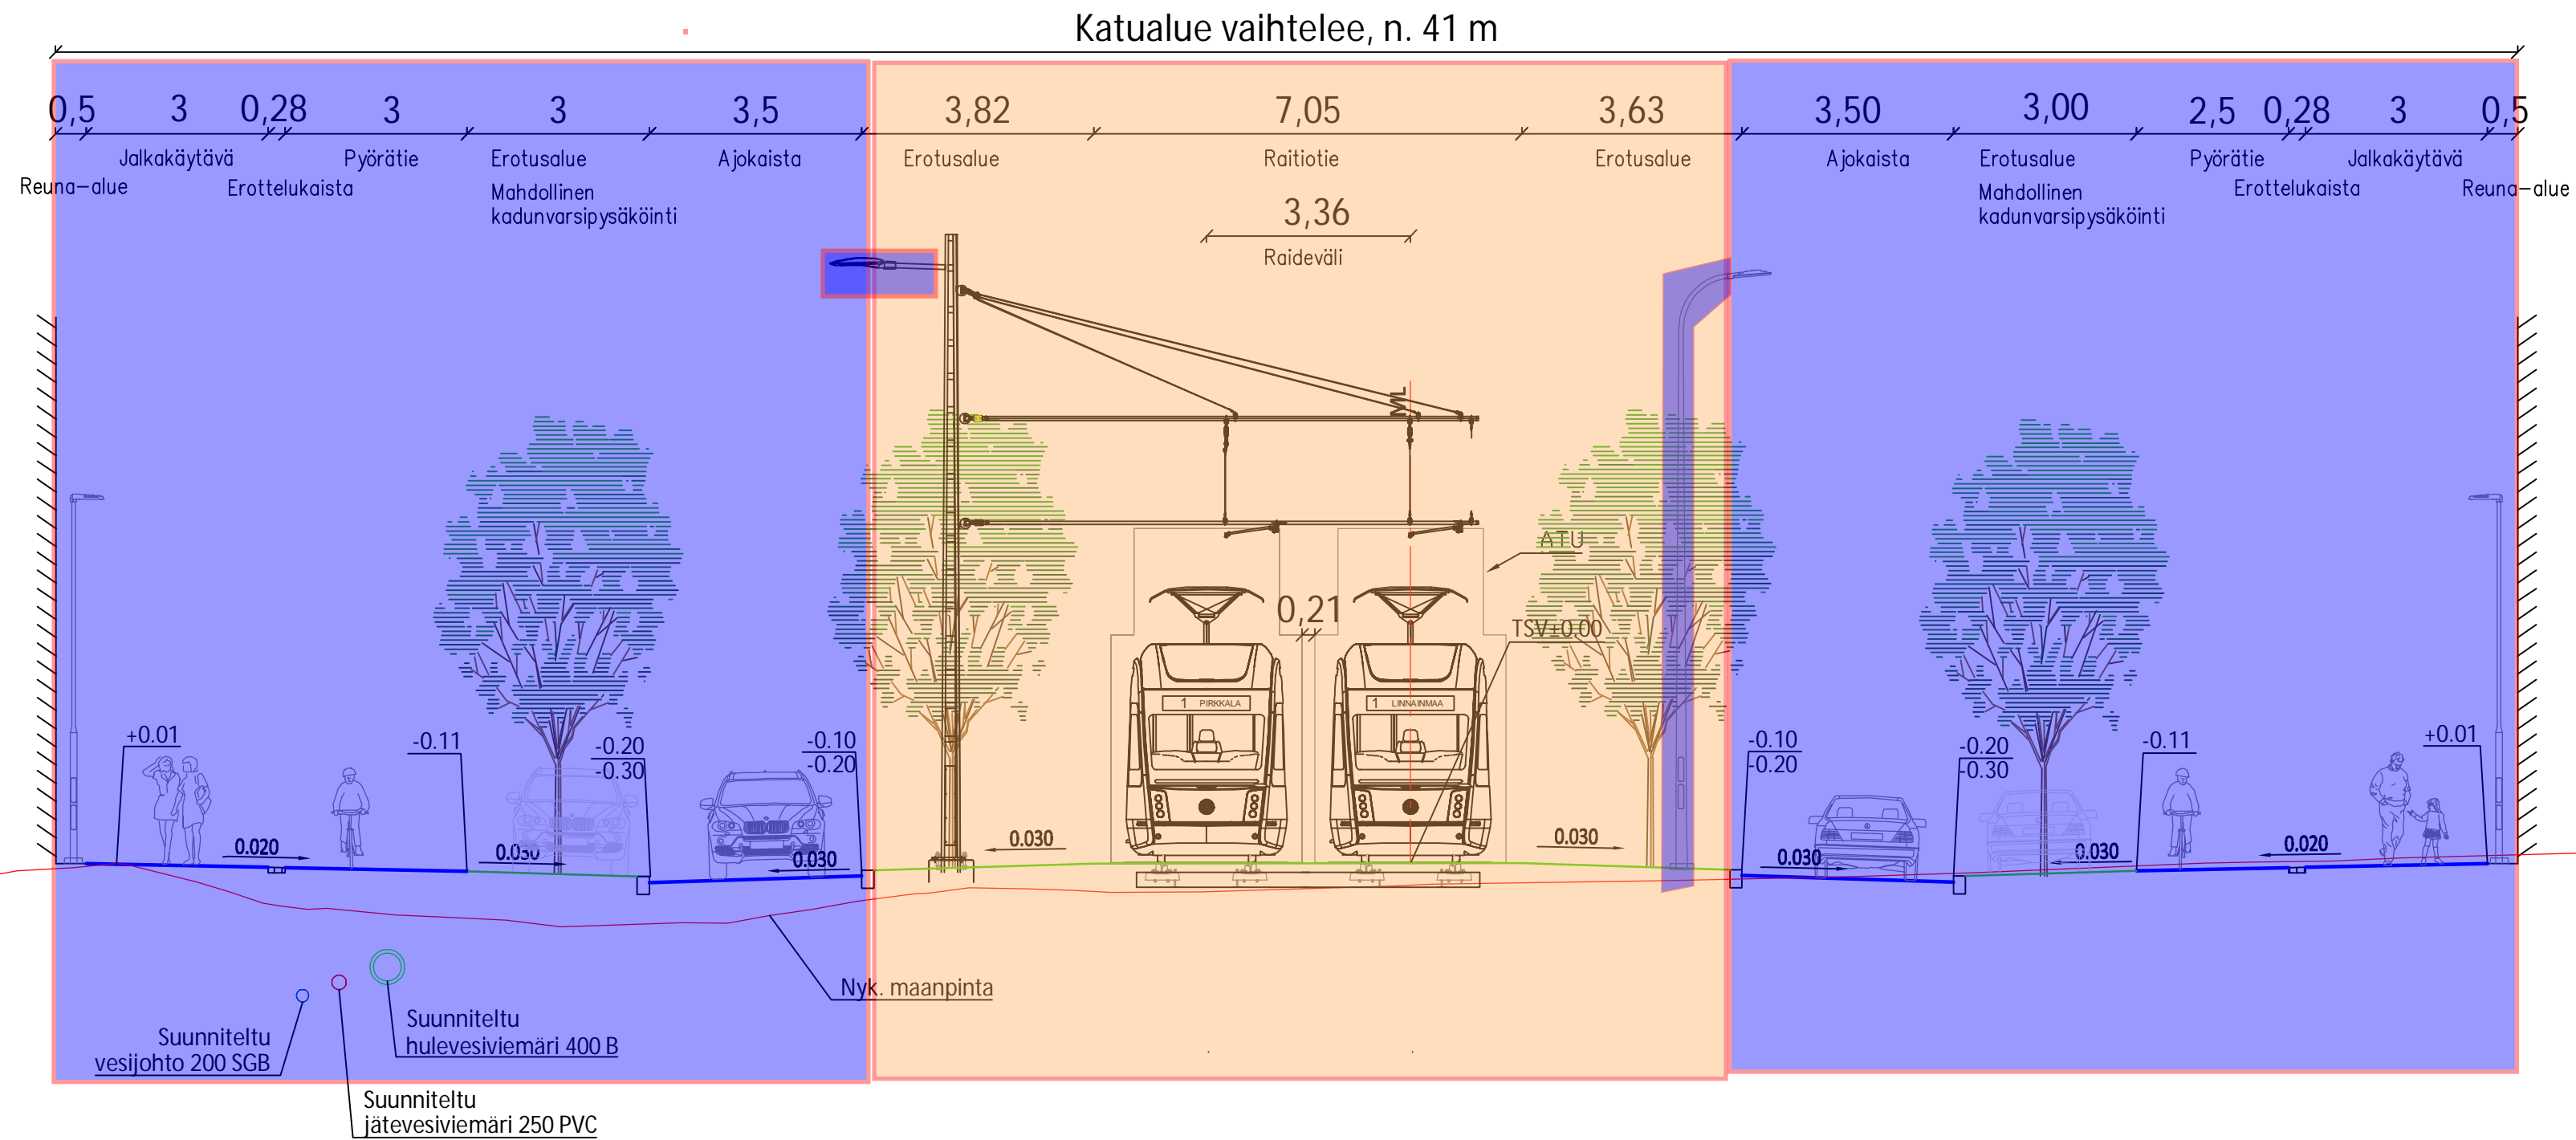 Katualue vaihtelee, n. 41 m
0,5 3 0,28 3 3 3,5 3,82 7,05 3,63 3,50 3,00 2,5 0,28 3 0,5
Jalkakäytävä Pyörätie Erotusalue Ajokaista Erotusalue Raitiotie Erotusalue Ajokaista Erotusalue Pyörätie Jalkakäytävä
Reuna-alue Erottelukaista Mahdollinen Mahdollinen Erottelukaista Reuna-alue
kadunvarsipysäköinti kadunvarsipysäköinti
3,36
Raideväli
ML
ATU
0,21
TSV±0.00
1 PIRKKALA 1 LINNAINMAA
+0.01 -0.11 -0.20 -0.10 -0.10 -0.20 -0.11 +0.01
-0.30 -0.20 -0.20 -0.30
0.020 0.030 0.030 0.030 0.030 0.030 0.030 0.020
Nyk. maanpinta
Suunniteltu
vesijohto 200 SGB
Suunniteltu
hulevesiviemäri 400 B
Suunniteltu
jätevesiviemäri 250 PVC